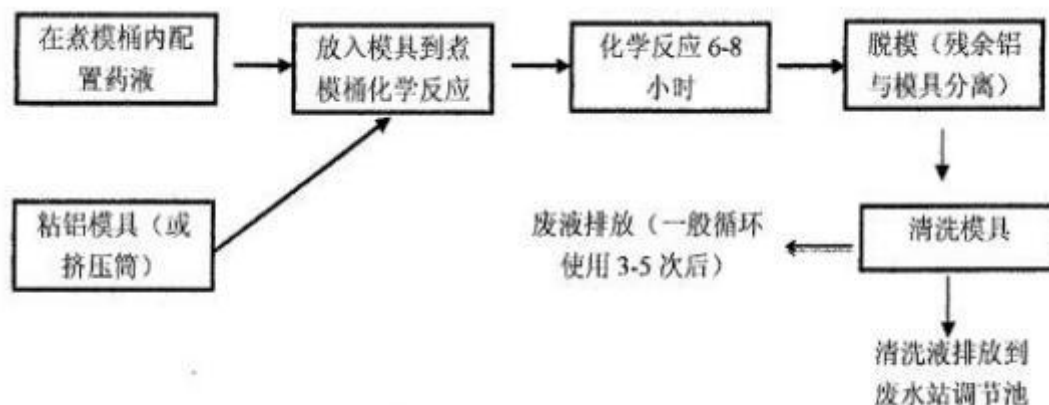 在煮模桶内配
置药液
放入模具到煮
模桶化学反应
化学反应6-8
小时
脱模（残余铝
与模具分离）
粘铝模具（或
挤压筒）
废液排放（一般循环
使用 3-5 次后）
清洗模具
清洗液排放到
废水站调节池